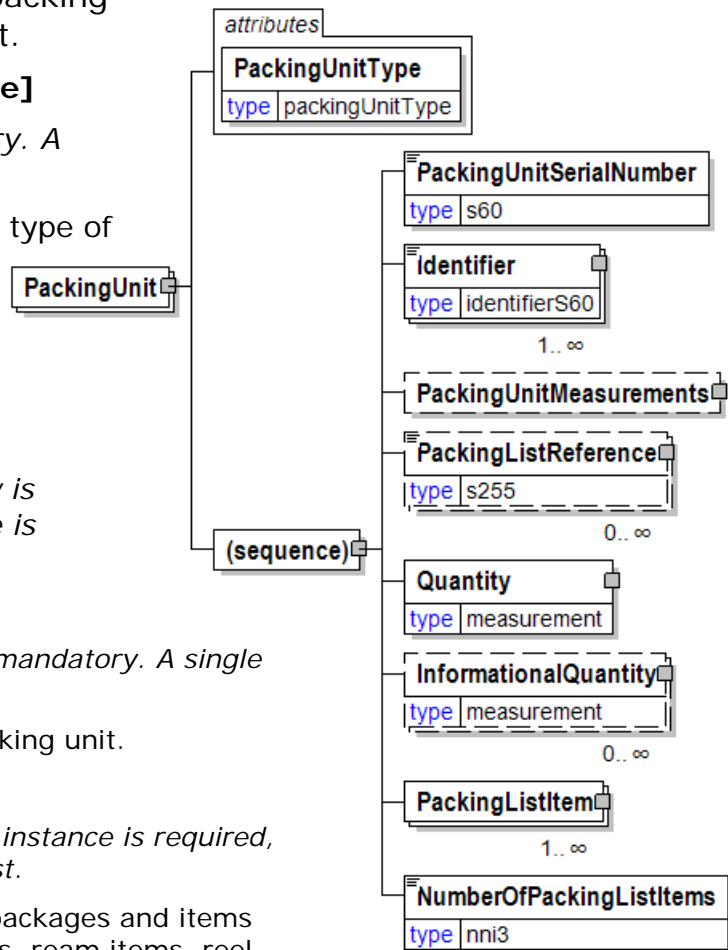 packing
t.
e]
ry. A
type of
y is
e is
mandatory. A single
king unit.
instance is required,
st.
packages and items
s, ream items, reel
attributes
PackingUnitType
type packingUnitType
PackingUnit
(sequence)
PackingUnitSerialNumber
type s60
Identifier
type identifierS60
1.. ∞
PackingUnitMeasurements
PackingListReference
type s255
0.. ∞
Quantity
type measurement
InformationalQuantity
type measurement
0.. ∞
PackingListItem
1.. ∞
NumberOfPackingListItems
type nni3